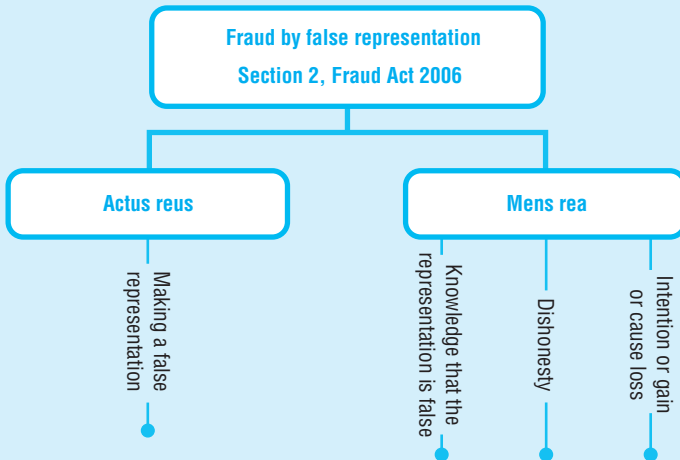 Fraud by false representation
Section 2, Fraud Act 2006
Actus reus
Mens rea
Making a false
representation
Knowledge that the
representation is false
Dishonesty
Intention or gain
or cause loss